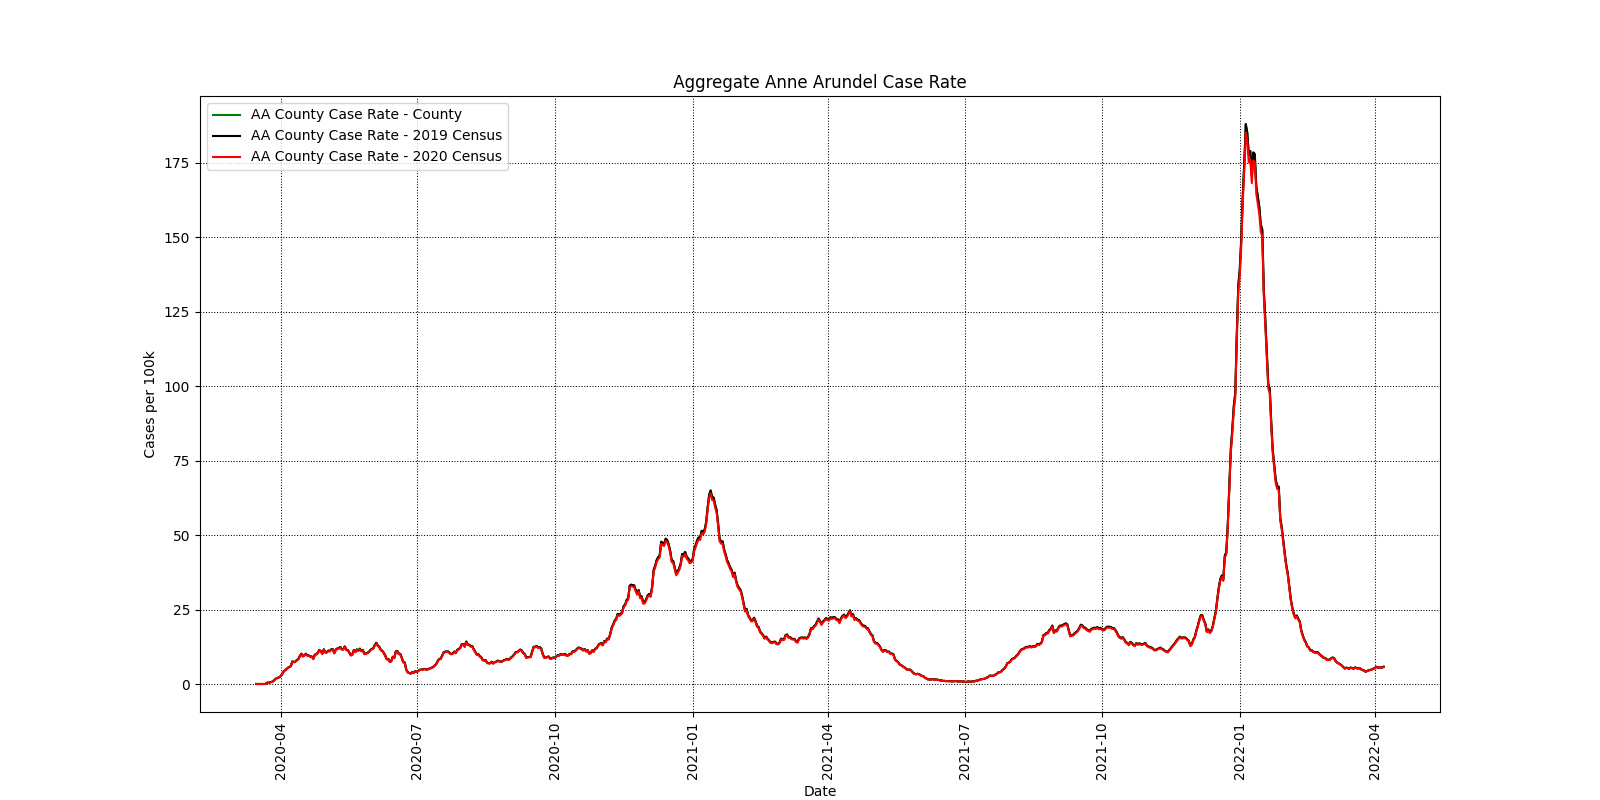 Aggregate Anne Arundel Case Rate
AA County Case Rate - County
AA County Case Rate - 2019 Census
AA County Case Rate - 2020 Census
Cases per 100k
175
150
125
100
75
50
25
0
2020-04
2020-07
2020-10
2021-01
2021-04
2021-07
2021-10
2022-01
2022-04
Date